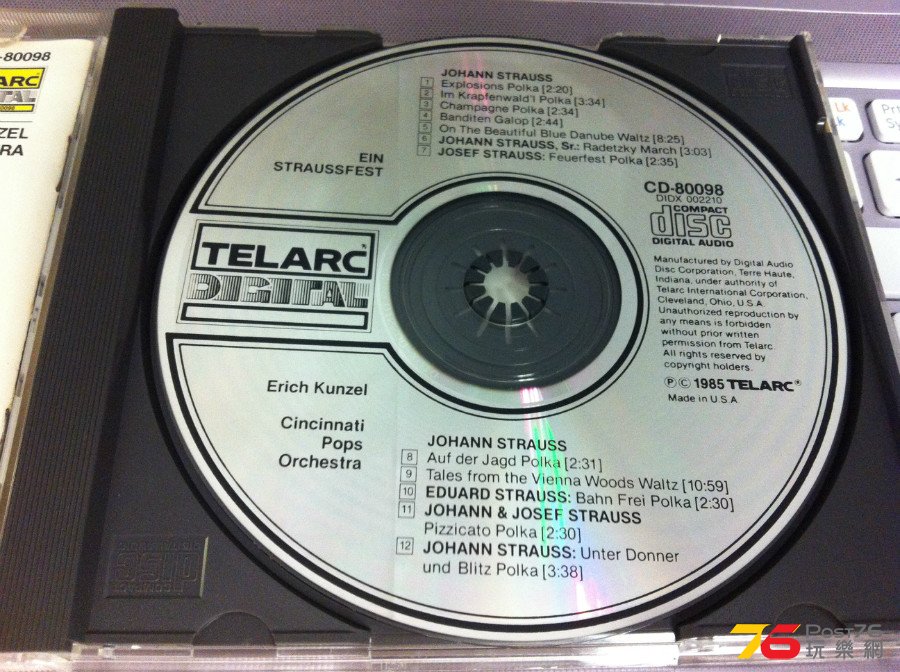 -80098
ARC
ITAL
ZEL
RA
JOHANN STRAUSS
1 Explosions Polka [2:20]
2 Im Krapfenwald'l Polka [3:34]
3 Champagne Polka [2:34]
4 Banditen Galop [2:44]
5 On The Beautiful Blue Danube Waltz [8:25]
6 JOHANN STRAUSS, Sr.: Radetzky March [3:03]
7 JOSEF STRAUSS: Feuerfest Polka [2:35]
EIN
STRAUSSFEST
TELARC®
DIGITAL
CD-80098
DIDX 002210
COMPACT
disc
DIGITAL AUDIO
Manufactured by Digital Audio
Disc Corporation, Terre Haute,
Indiana, under authority of
Telarc International Corporation,
Cleveland, Ohio, U.S.A.
Unauthorized reproduction by
any means is forbidden
without prior written
permission from Telarc.
All rights reserved by
copyright holders.
℗ © 1985 TELARC®
Made in U.S.A.
Erich Kunzel
Cincinnati
Pops
Orchestra
JOHANN STRAUSS
8 Auf der Jagd Polka [2:31]
9 Tales from the Vienna Woods Waltz [10:59]
10 EDUARD STRAUSS: Bahn Frei Polka [2:30]
11 JOHANN & JOSEF STRAUSS
Pizzicato Polka [2:30]
12 JOHANN STRAUSS: Unter Donner
und Blitz Polka [3:38]
Lk
Lk
Prt
Sy
76 Post76
玩樂網